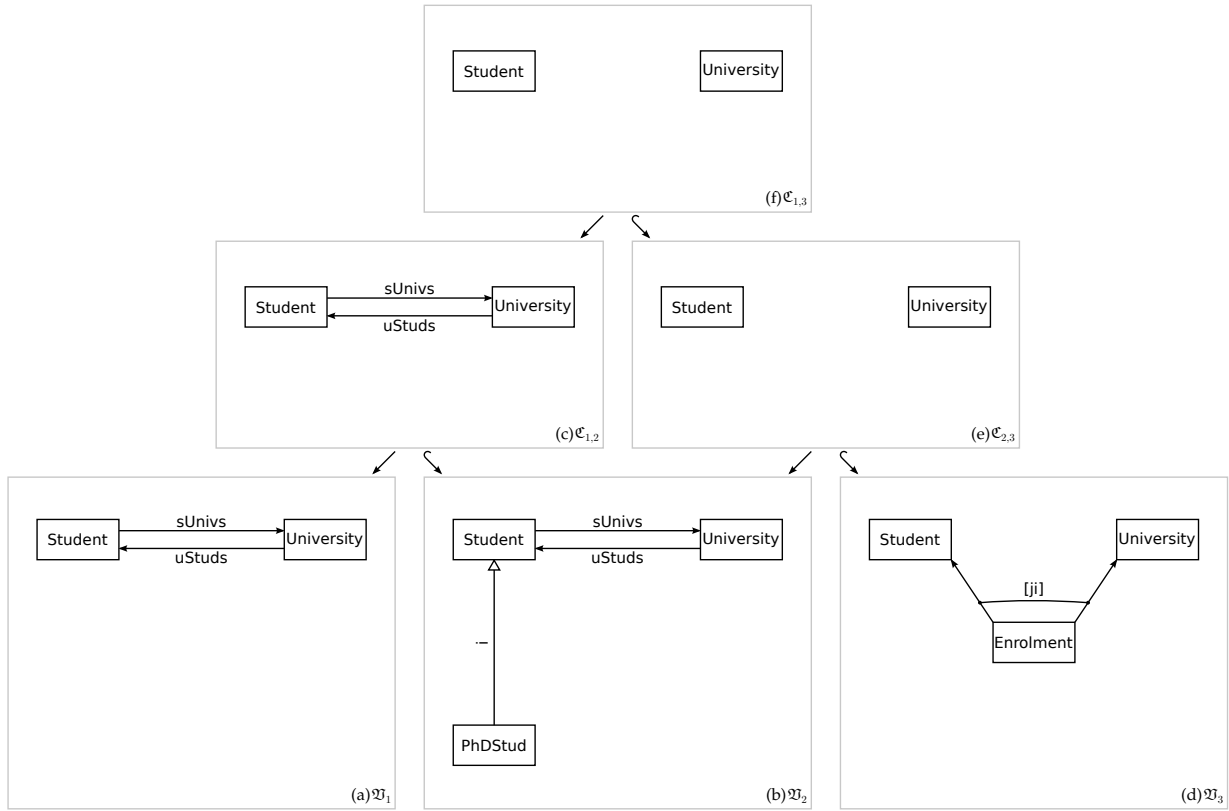 Student
University
(f) ℭ1,3
Student
sUnivs
uStuds
University
(c) ℭ1,2
Student
University
(e) ℭ2,3
Student
sUnivs
uStuds
University
(a) 𝔙1
Student
sUnivs
uStuds
University
i
PhDStud
(b) 𝔙2
Student
University
[ji]
Enrolment
(d) 𝔙3